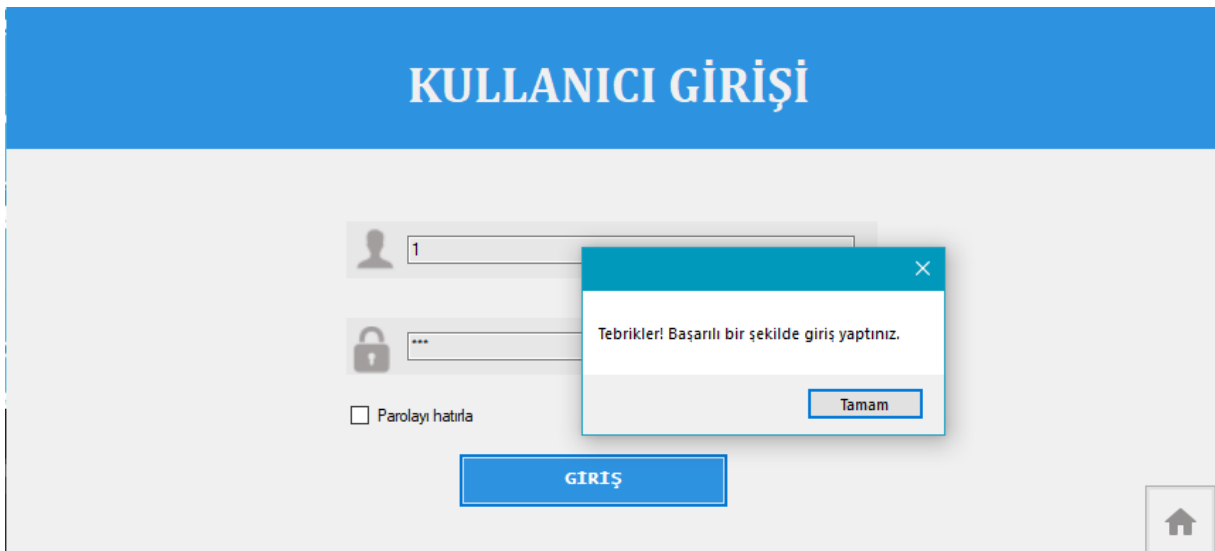 KULLANICI GİRİŞİ
1
Tebrikler! Başarılı bir şekilde giriş yaptınız.
***
Tamam
Parolayı hatırla
GİRİŞ